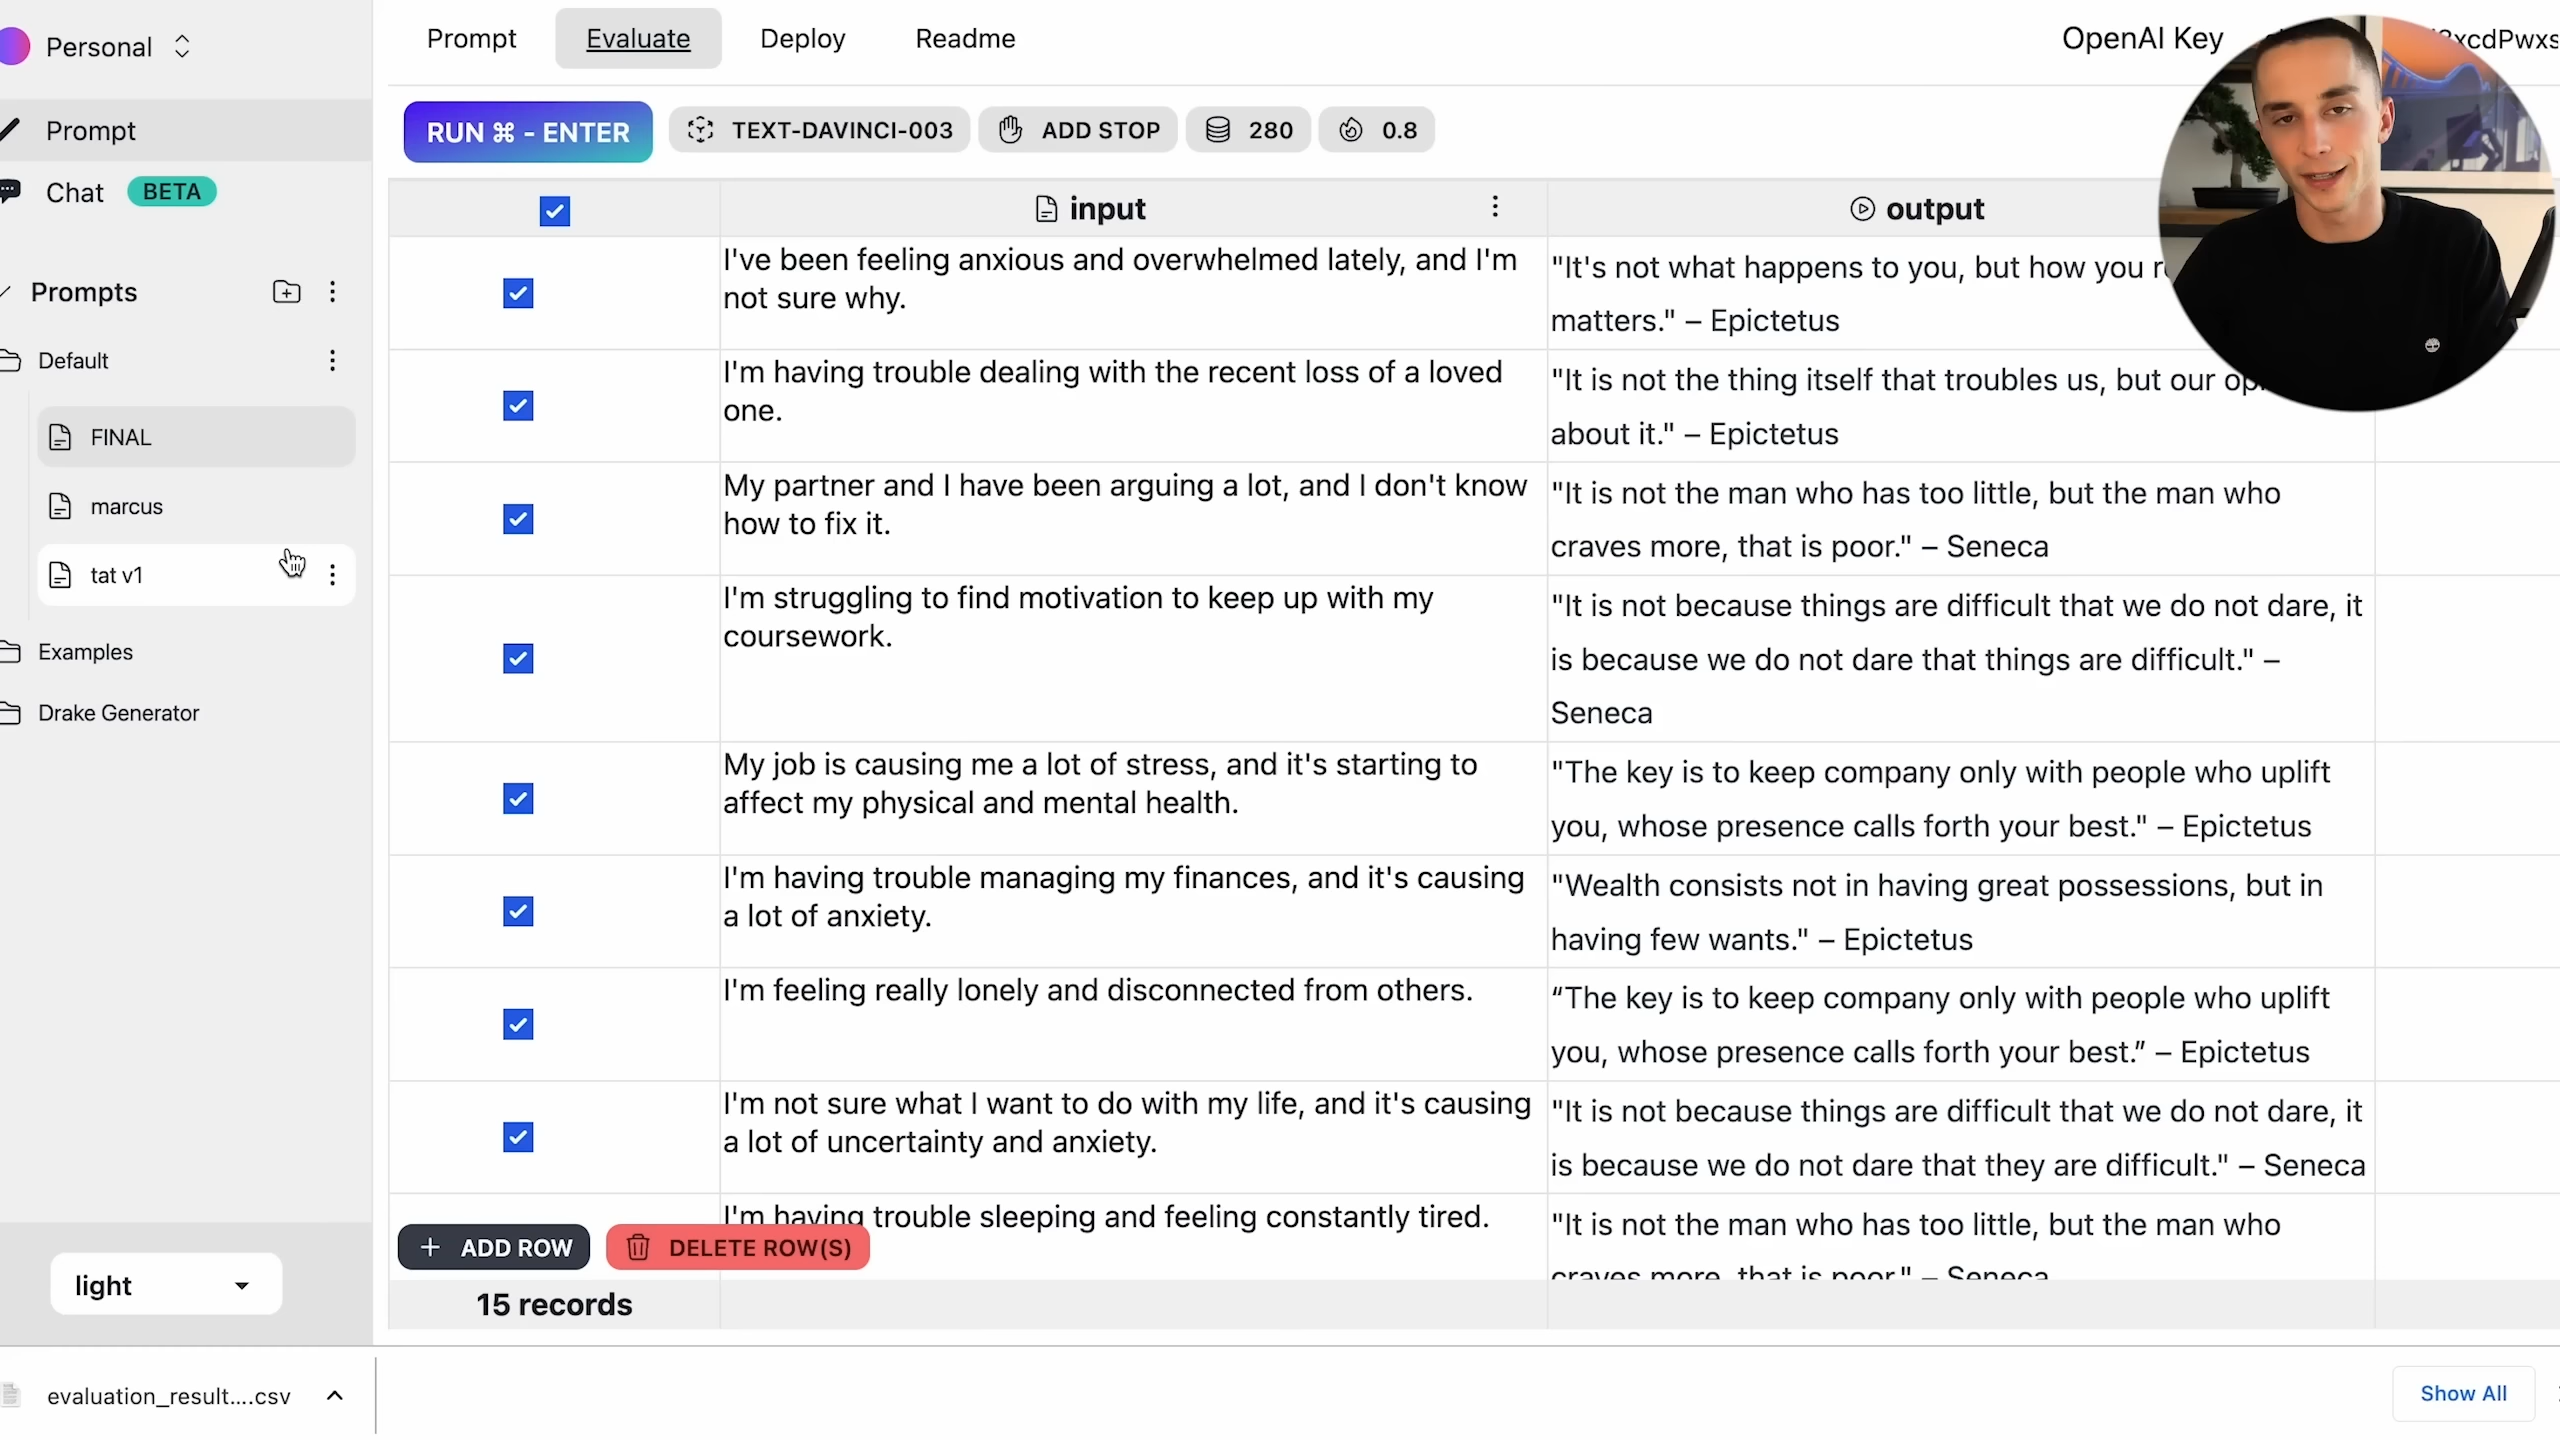 Personal
Prompt
Evaluate
Deploy
Readme
OpenAI Key
Prompt
Chat BETA
Prompts
Default
FINAL
marcus
tat v1
Examples
Drake Generator
light
RUN ⌘ - ENTER
TEXT-DAVINCI-003
ADD STOP
280
0.8
input
output
I've been feeling anxious and overwhelmed lately, and I'm
not sure why.
"It's not what happens to you, but how you
matters." – Epictetus
I'm having trouble dealing with the recent loss of a loved
one.
"It is not the thing itself that troubles us, but our
about it." – Epictetus
My partner and I have been arguing a lot, and I don't know
how to fix it.
"It is not the man who has too little, but the man who
craves more, that is poor." – Seneca
I'm struggling to find motivation to keep up with my
coursework.
"It is not because things are difficult that we do not dare, it
is because we do not dare that things are difficult." –
Seneca
My job is causing me a lot of stress, and it's starting to
affect my physical and mental health.
"The key is to keep company only with people who uplift
you, whose presence calls forth your best." – Epictetus
I'm having trouble managing my finances, and it's causing
a lot of anxiety.
"Wealth consists not in having great possessions, but in
having few wants." – Epictetus
I'm feeling really lonely and disconnected from others.
“The key is to keep company only with people who uplift
you, whose presence calls forth your best.” – Epictetus
I'm not sure what I want to do with my life, and it's causing
a lot of uncertainty and anxiety.
"It is not because things are difficult that we do not dare, it
is because we do not dare that they are difficult." – Seneca
I'm having trouble sleeping and feeling constantly tired.
"It is not the man who has too little, but the man who
craves more, that is poor." – Seneca
ADD ROW
DELETE ROW(S)
15 records
evaluation_result....csv
Show All